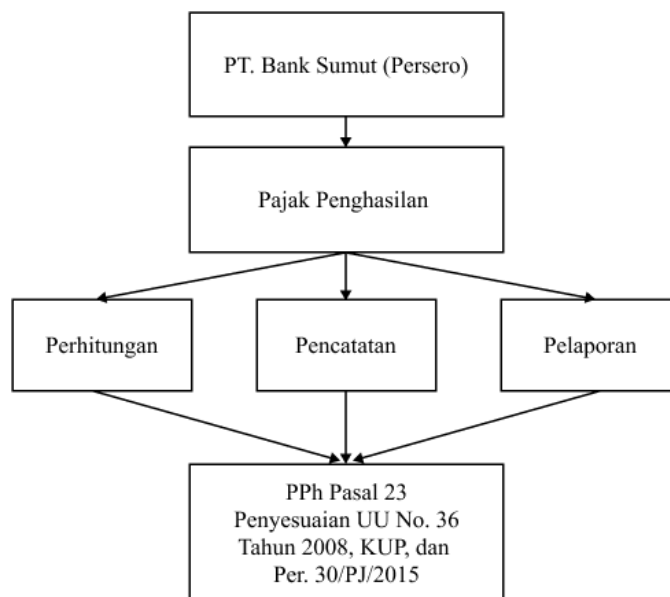 PT. Bank Sumut (Persero)
Pajak Penghasilan
Perhitungan
Pencatatan
Pelaporan
PPh Pasal 23
Penyesuaian UU No. 36
Tahun 2008, KUP, dan
Per. 30/PJ/2015